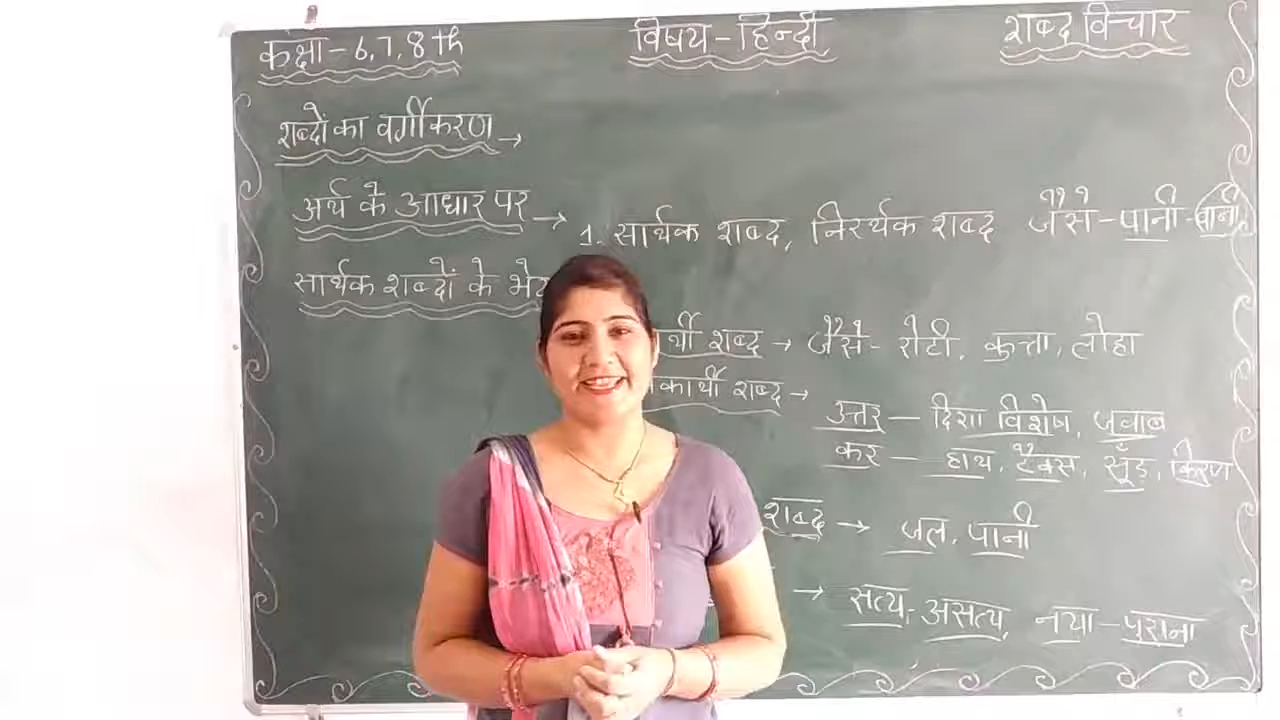 कक्षा - 6,7,8 th
विषय - हिन्दी
शब्द विचार
शब्दों का वर्गीकरण →
अर्थ के आधार पर → 1. सार्थक शब्द, निरर्थक शब्द जैसे - पानी - वानी
सार्थक शब्दों के
शब्द → जैसे - रोटी, कुत्ता, लोहा
शब्द →
उत्तर — दिशा विशेष, जवाब
कर — हाथ, टैक्स, सूँड़, किरण
शब्द → जल, पानी
→ सत्य - असत्य, नया - पुराना